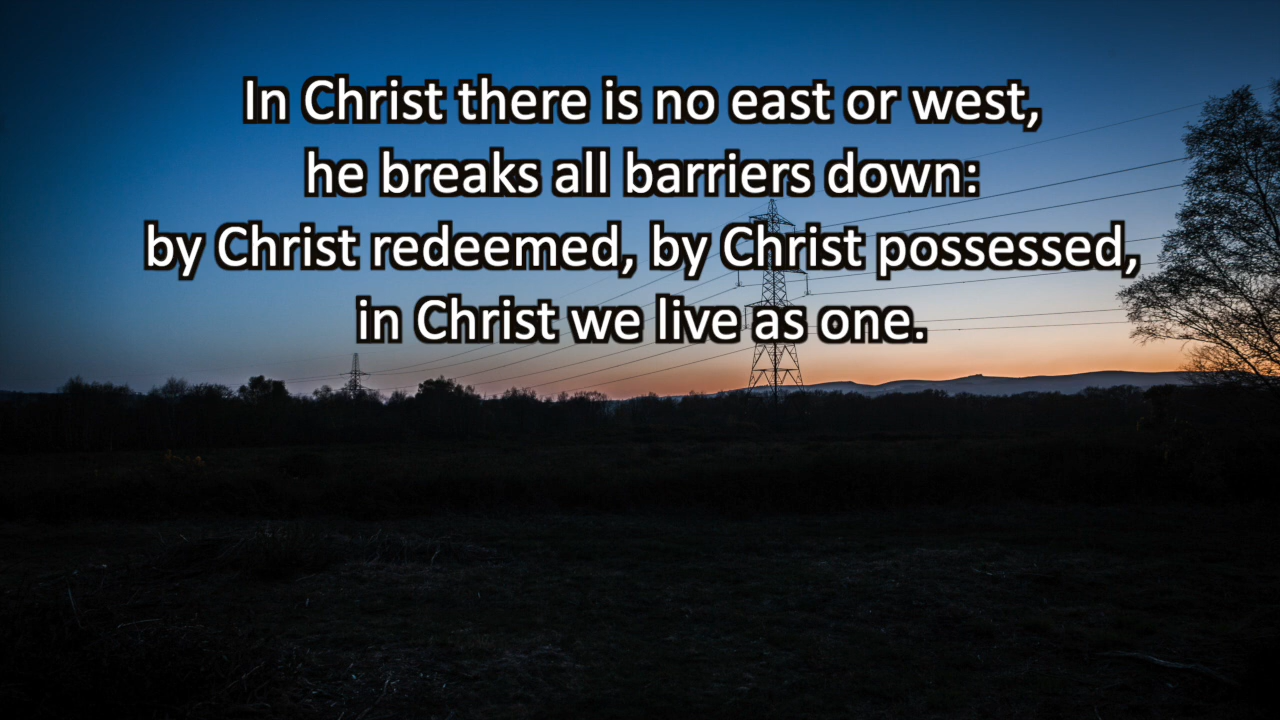 In Christ there is no east or west,
he breaks all barriers down:
by Christ redeemed, by Christ possessed,
in Christ we live as one.